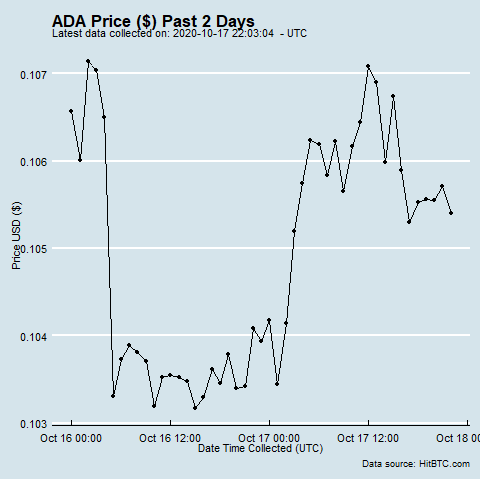 ADA Price ($) Past 2 Days
Latest data collected on: 2020-10-17 22:03:04 - UTC
0.107
0.106
0.105
0.104
0.103
Price USD ($)
Oct 16 00:00 Oct 16 12:00 Oct 17 00:00 Oct 17 12:00 Oct 18 00
Date Time Collected (UTC)
Data source: HitBTC.com